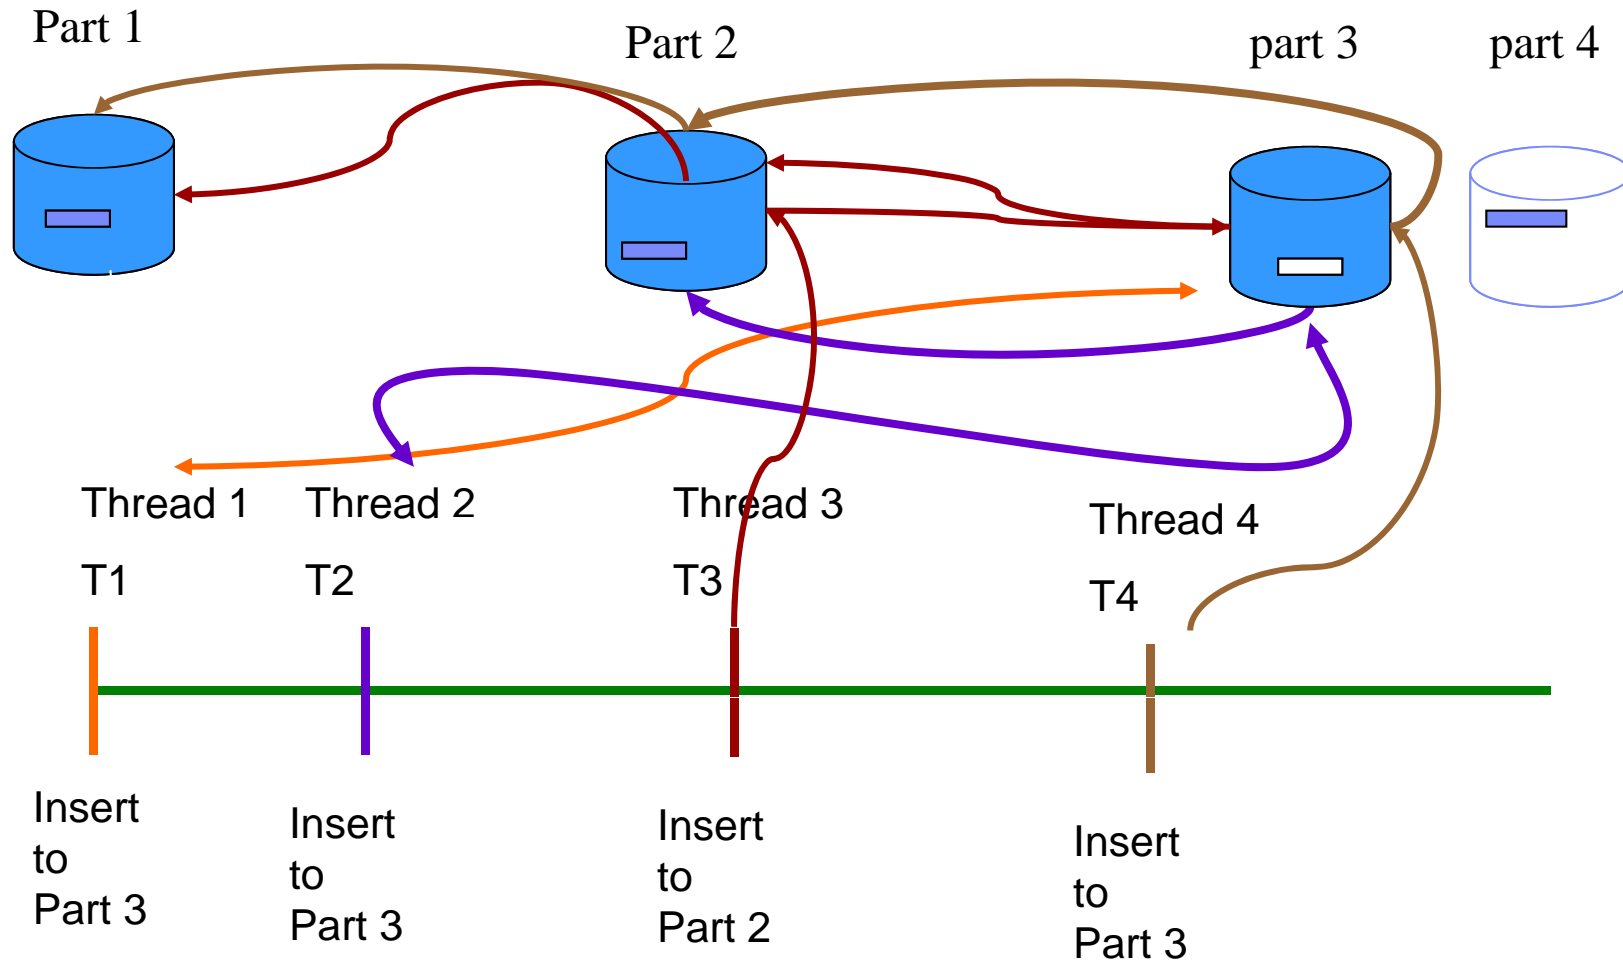 Part 1
Part 2
part 3
part 4
Thread 1
Thread 2
Thread 3
Thread 4
T1
T2
T3
T4
Insert
to
Part 3
Insert
to
Part 3
Insert
to
Part 2
Insert
to
Part 3